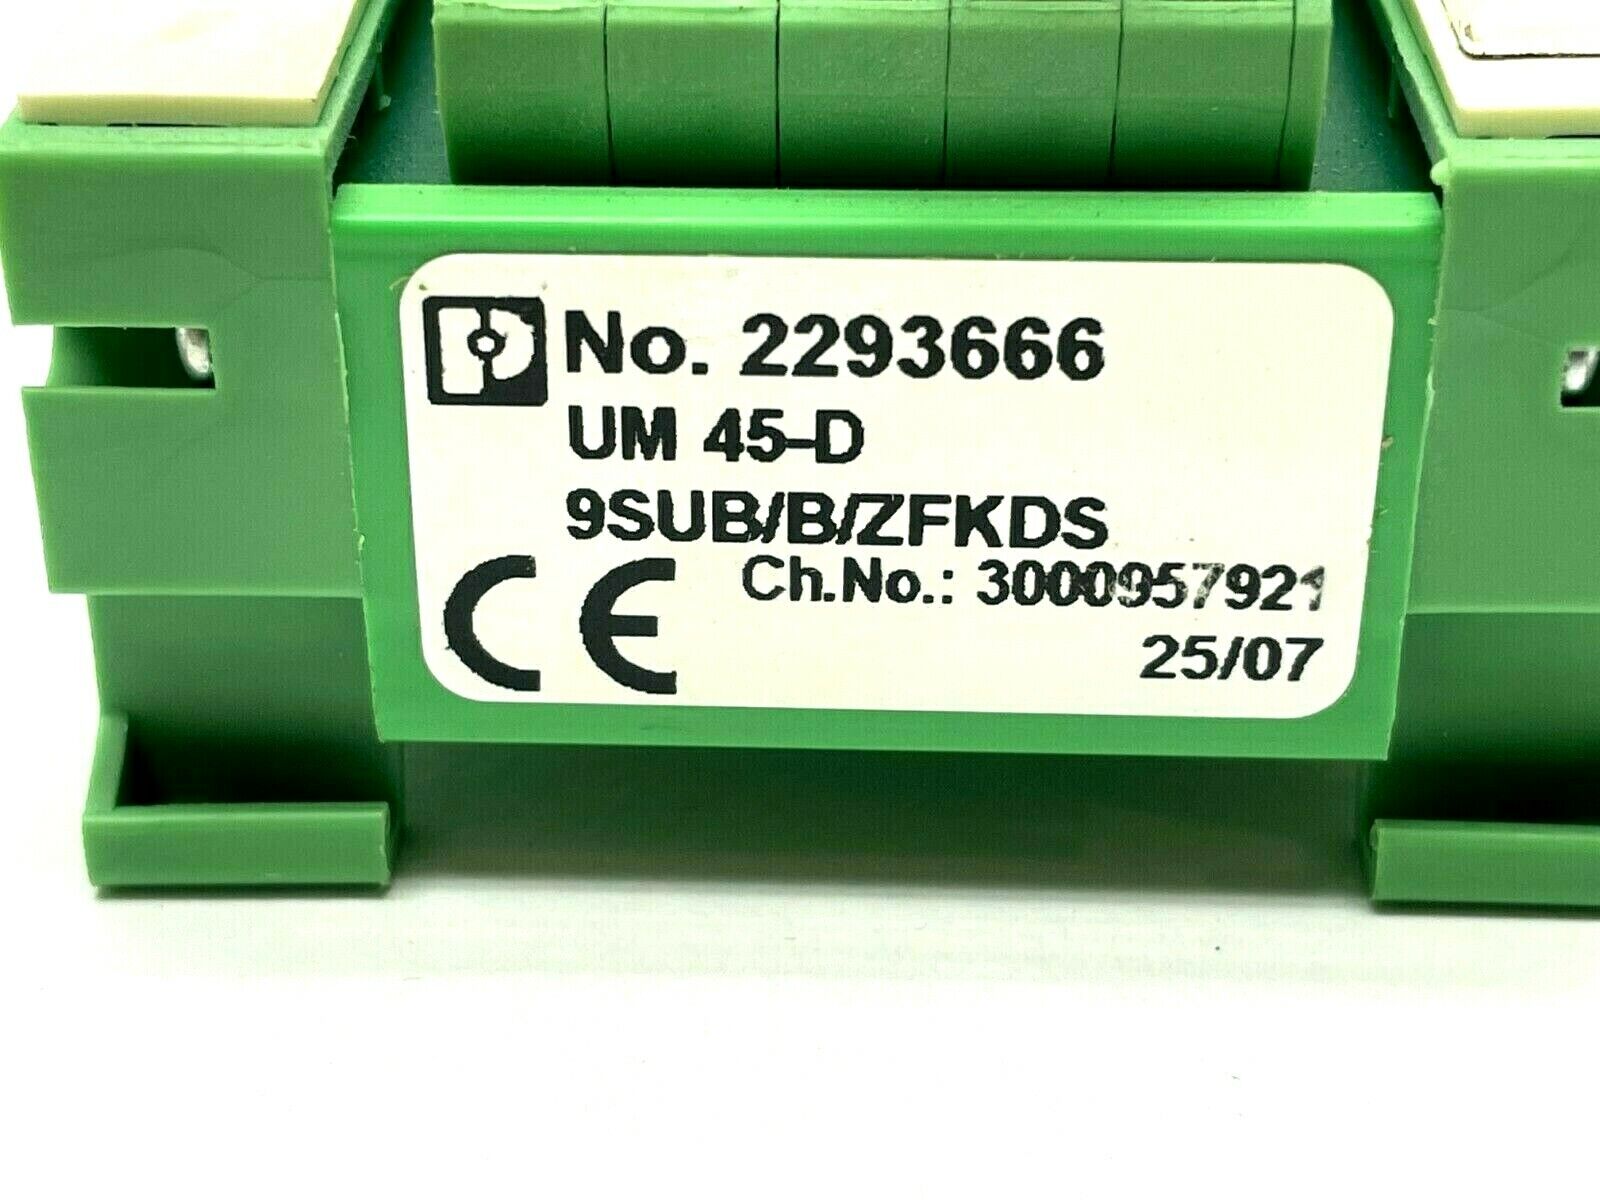 No. 2293666
UM 45-D
9SUB/B/ZFKDS
CE Ch.No.: 3000957921
25/07